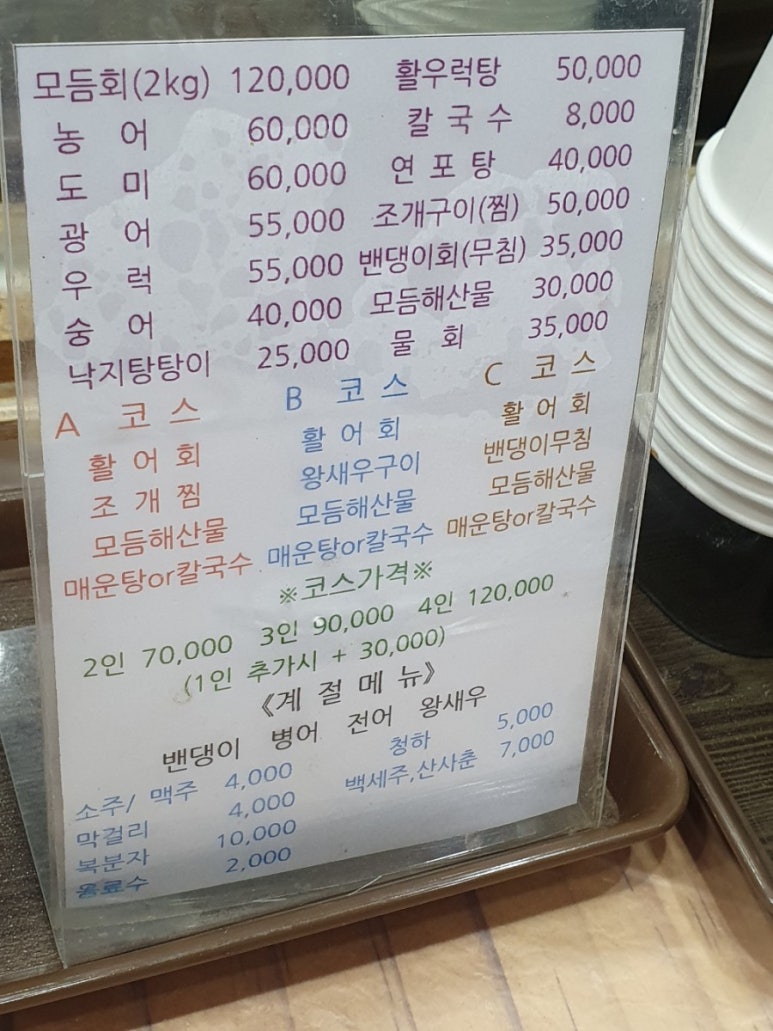 모듬회(2kg) 120,000 활우럭탕 50,000
농 어 60,000 칼 국 수 8,000
도 미 60,000 연 포 탕 40,000
광 어 55,000 조개구이(찜) 50,000
우 럭 55,000 밴댕이회(무침) 35,000
숭 어 40,000 모듬해산물 30,000
낙지탕탕이 25,000 물 회 35,000
A 코 스 B 코 스 C 코 스
활 어 회 활 어 회 활 어 회
조 개 찜 왕새우구이 밴댕이무침
모듬해산물 모듬해산물 모듬해산물
매운탕or칼국수 매운탕or칼국수 매운탕or칼국수
※코스가격※
2인 70,000 3인 90,000 4인 120,000
(1인 추가시 + 30,000)
《계 절 메 뉴》
밴댕이 병어 전어 왕새우
소주/ 맥주 4,000 청하 5,000
막걸리 4,000 백세주,산사춘 7,000
복분자 10,000
음료수 2,000